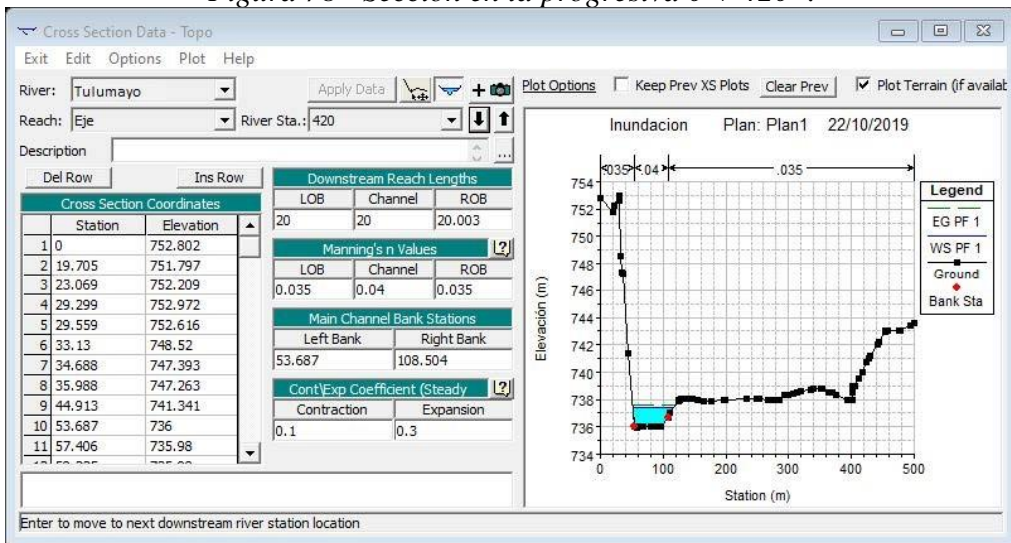 Cross Section Data - Topo
Exit Edit Options Plot Help
River: Tulumayo Apply Data Plot Options Keep Prev XS Plots Clear Prev Plot Terrain (if availab
Reach: Eje River Sta.: 420
Description ...
Del Row Ins Row
Cross Section Coordinates
Station Elevation
1 0 752.802
2 19.705 751.797
3 23.069 752.209
4 29.299 752.972
5 29.559 752.616
6 33.13 748.52
7 34.688 747.393
8 35.988 747.263
9 44.913 741.341
10 53.687 736
11 57.406 735.98
Downstream Reach Lengths
LOB Channel ROB
20 20 20.003
Manning's n Values
LOB Channel ROB
0.035 0.04 0.035
Main Channel Bank Stations
Left Bank Right Bank
53.687 108.504
Cont\Exp Coefficient (Steady
Contraction Expansion
0.1 0.3
Inundacion Plan: Plan1 22/10/2019
.035 .04 .035
754
752
750
748
746
744
742
740
738
736
734
0 100 200 300 400 500
Elevación (m)
Station (m)
Legend
EG PF 1
WS PF 1
Ground
Bank Sta
Enter to move to next downstream river station location